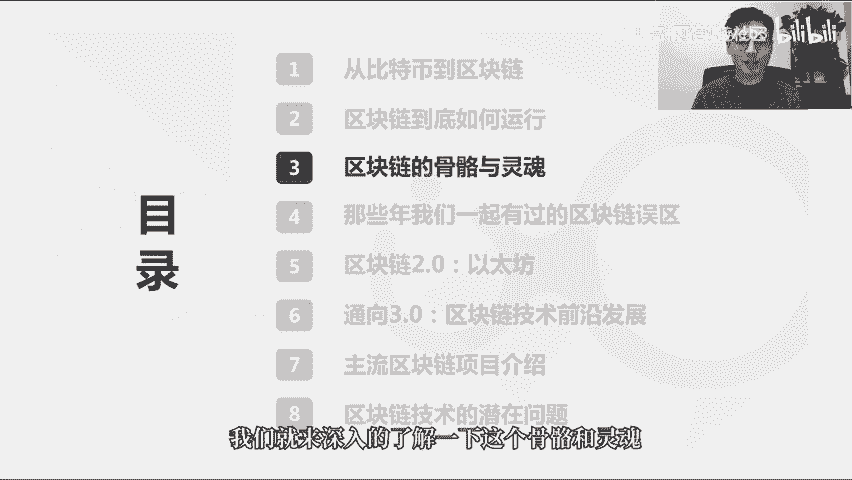 bilibili
1 从比特币到区块链
2 区块链到底如何运行
3 区块链的骨骼与灵魂
4 那些年我们一起有过的区块链误区
5 区块链2.0：以太坊
6 通向3.0：区块链技术前沿发展
7 主流区块链项目介绍
8 区块链技术的潜在问题
目录
我们就来深入的了解一下这个骨骼和灵魂